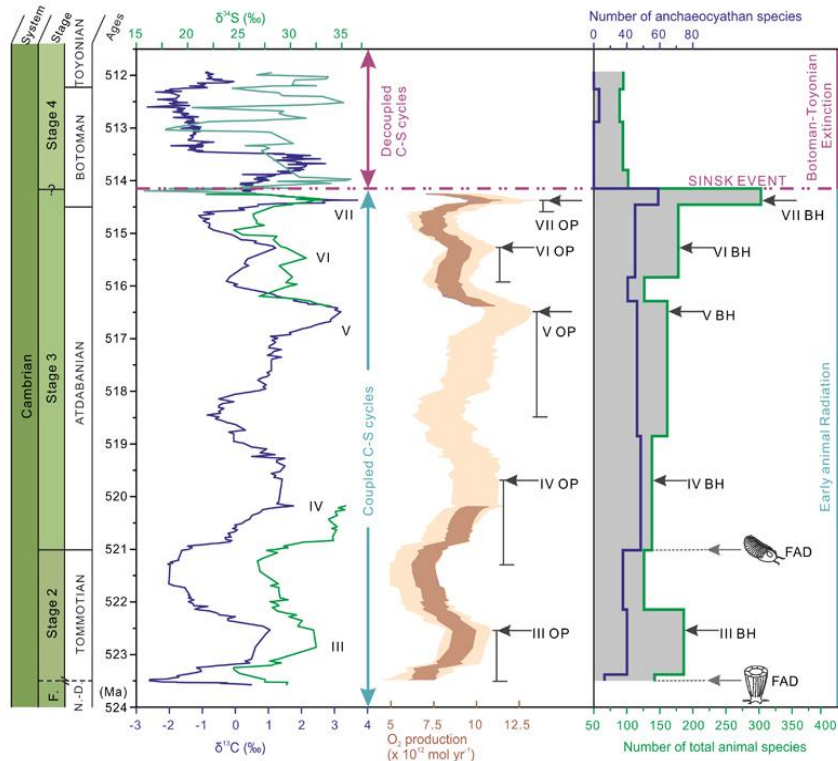 System
Stage
Ages
Cambrian
Stage 4
Stage 3
Stage 2
F.
?
TOYONIAN
BOTOMAN
ATDABANIAN
TOMMOTIAN
N.-D.
(Ma)
512
513
514
515
516
517
518
519
520
521
522
523
524
δ³⁴S (‰)
15 20 25 30 35
VII
VI
V
IV
III
-3 -2 -1 0 1 2 3 4
δ¹³C (‰)
Decoupled
C-S cycles
Coupled C-S cycles
VII OP
VI OP
V OP
IV OP
III OP
5.0 7.5 10 12.5
O₂ production
(x 10¹² mol yr⁻¹)
Number of anchaeocyathan species
0 40 80
SINSK EVENT
VII BH
VI BH
V BH
IV BH
FAD
III BH
FAD
50 100 150 200 300 400
Number of total animal species
Botoman-Toyonian
Extinction
Early animal Radiation